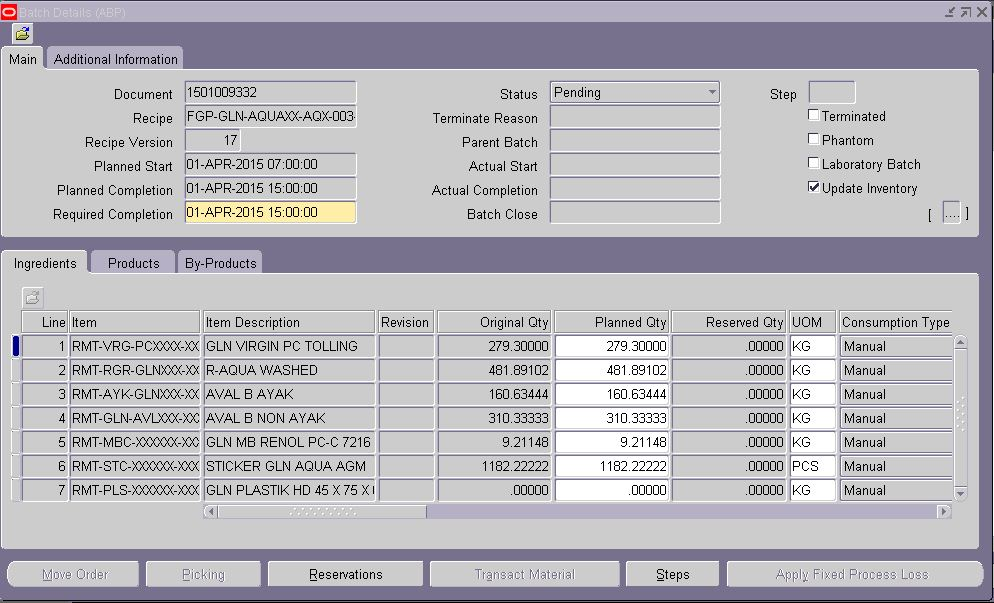 Batch Details (ABP)
Main Additional Information
Document 1501009332 Status Pending Step
Recipe FGP-GLN-AQUAXX-AQX-003- Terminate Reason Terminated
Recipe Version 17 Parent Batch Phantom
Planned Start 01-APR-2015 07:00:00 Actual Start Laboratory Batch
Planned Completion 01-APR-2015 15:00:00 Actual Completion Update Inventory
Required Completion 01-APR-2015 15:00:00 Batch Close [ .... ]
Ingredients Products By-Products
Line Item Item Description Revision Original Qty Planned Qty Reserved Qty UOM Consumption Type
1 RMT-VRG-PCXXXX-XX GLN VIRGIN PC TOLLING 279.30000 279.30000 .00000 KG Manual
2 RMT-RGR-GLNXXX-XX R-AQUA WASHED 481.89102 481.89102 .00000 KG Manual
3 RMT-AYK-GLNXXX-XX AVAL B AYAK 160.63444 160.63444 .00000 KG Manual
4 RMT-GLN-AVLXXX-XX AVAL B NON AYAK 310.33333 310.33333 .00000 KG Manual
5 RMT-MBC-XXXXXX-XXX GLN MB RENOL PC-C 7216 9.21148 9.21148 .00000 KG Manual
6 RMT-STC-XXXXXX-XXX STICKER GLN AQUA AGM 1182.22222 1182.22222 .00000 PCS Manual
7 RMT-PLS-XXXXXX-XXX GLN PLASTIK HD 45 X 75 X .00000 .00000 .00000 KG Manual
Move Order Picking Reservations Transact Material Steps Apply Fixed Process Loss